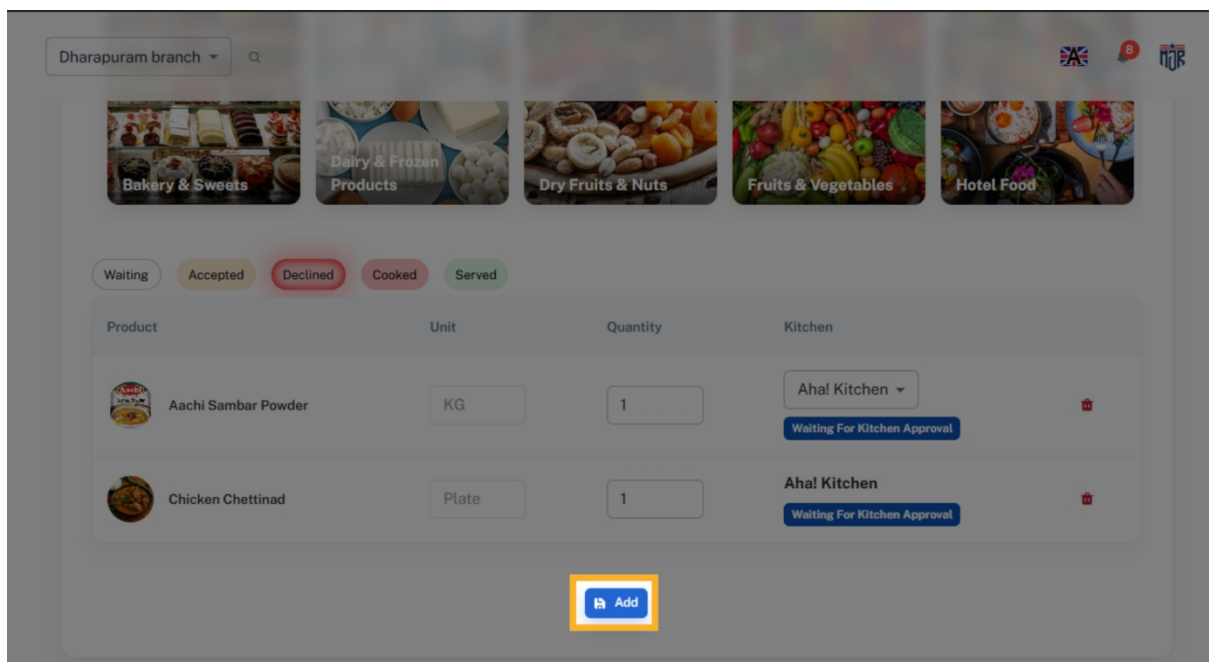 Dharapuram branch
A
8
MJR
Dairy & Frozen
Bakery & Sweets
Products
Dry Fruits & Nuts
Fruits & Vegetables
Hotel Food
Waiting
Accepted
Declined
Cooked
Served
Product
Unit
Quantity
Kitchen
Aachi Sambar Powder
KG
1
Aha! Kitchen
Waiting For Kitchen Approval
Chicken Chettinad
Plate
1
Aha! Kitchen
Waiting For Kitchen Approval
Add